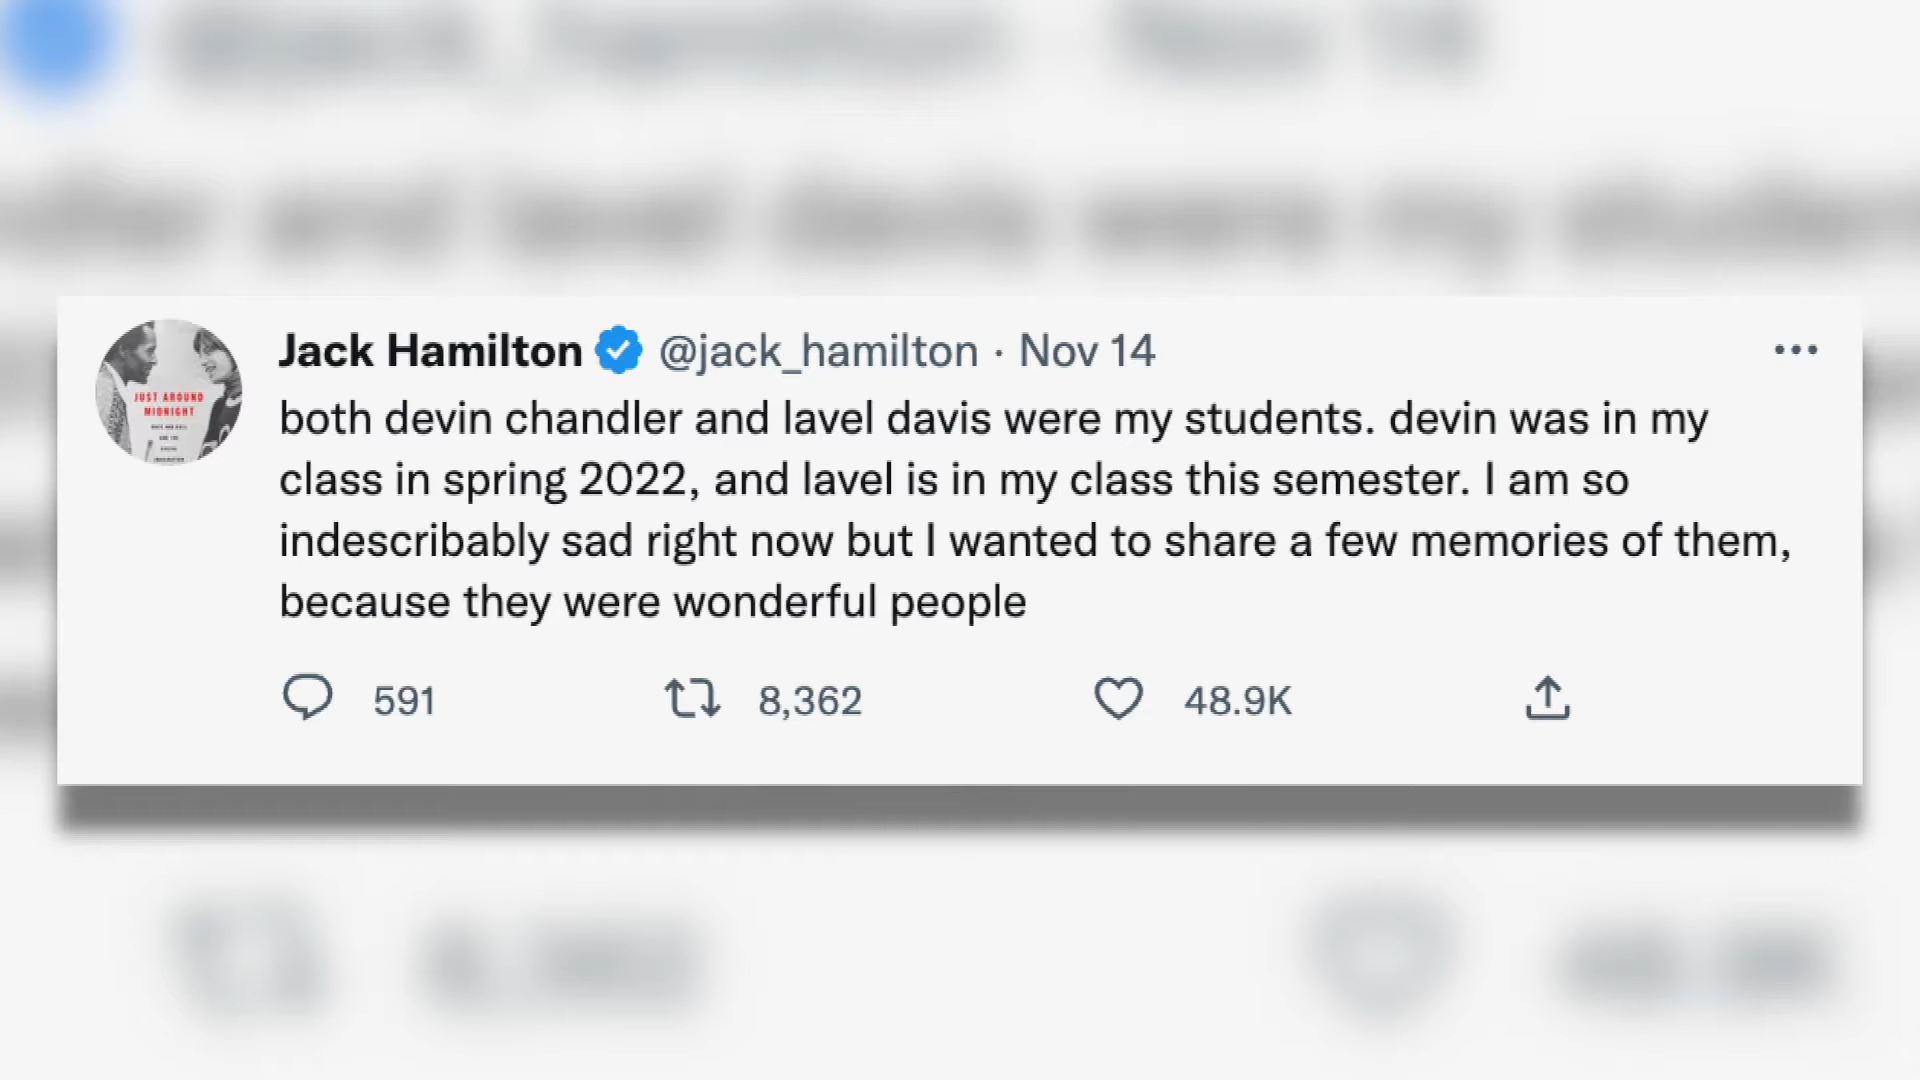 Jack Hamilton @jack_hamilton · Nov 14
both devin chandler and lavel davis were my students. devin was in my
class in spring 2022, and lavel is in my class this semester. I am so
indescribably sad right now but I wanted to share a few memories of them,
because they were wonderful people
591 8,362 48.9K
JUST AROUND
MIDNIGHT